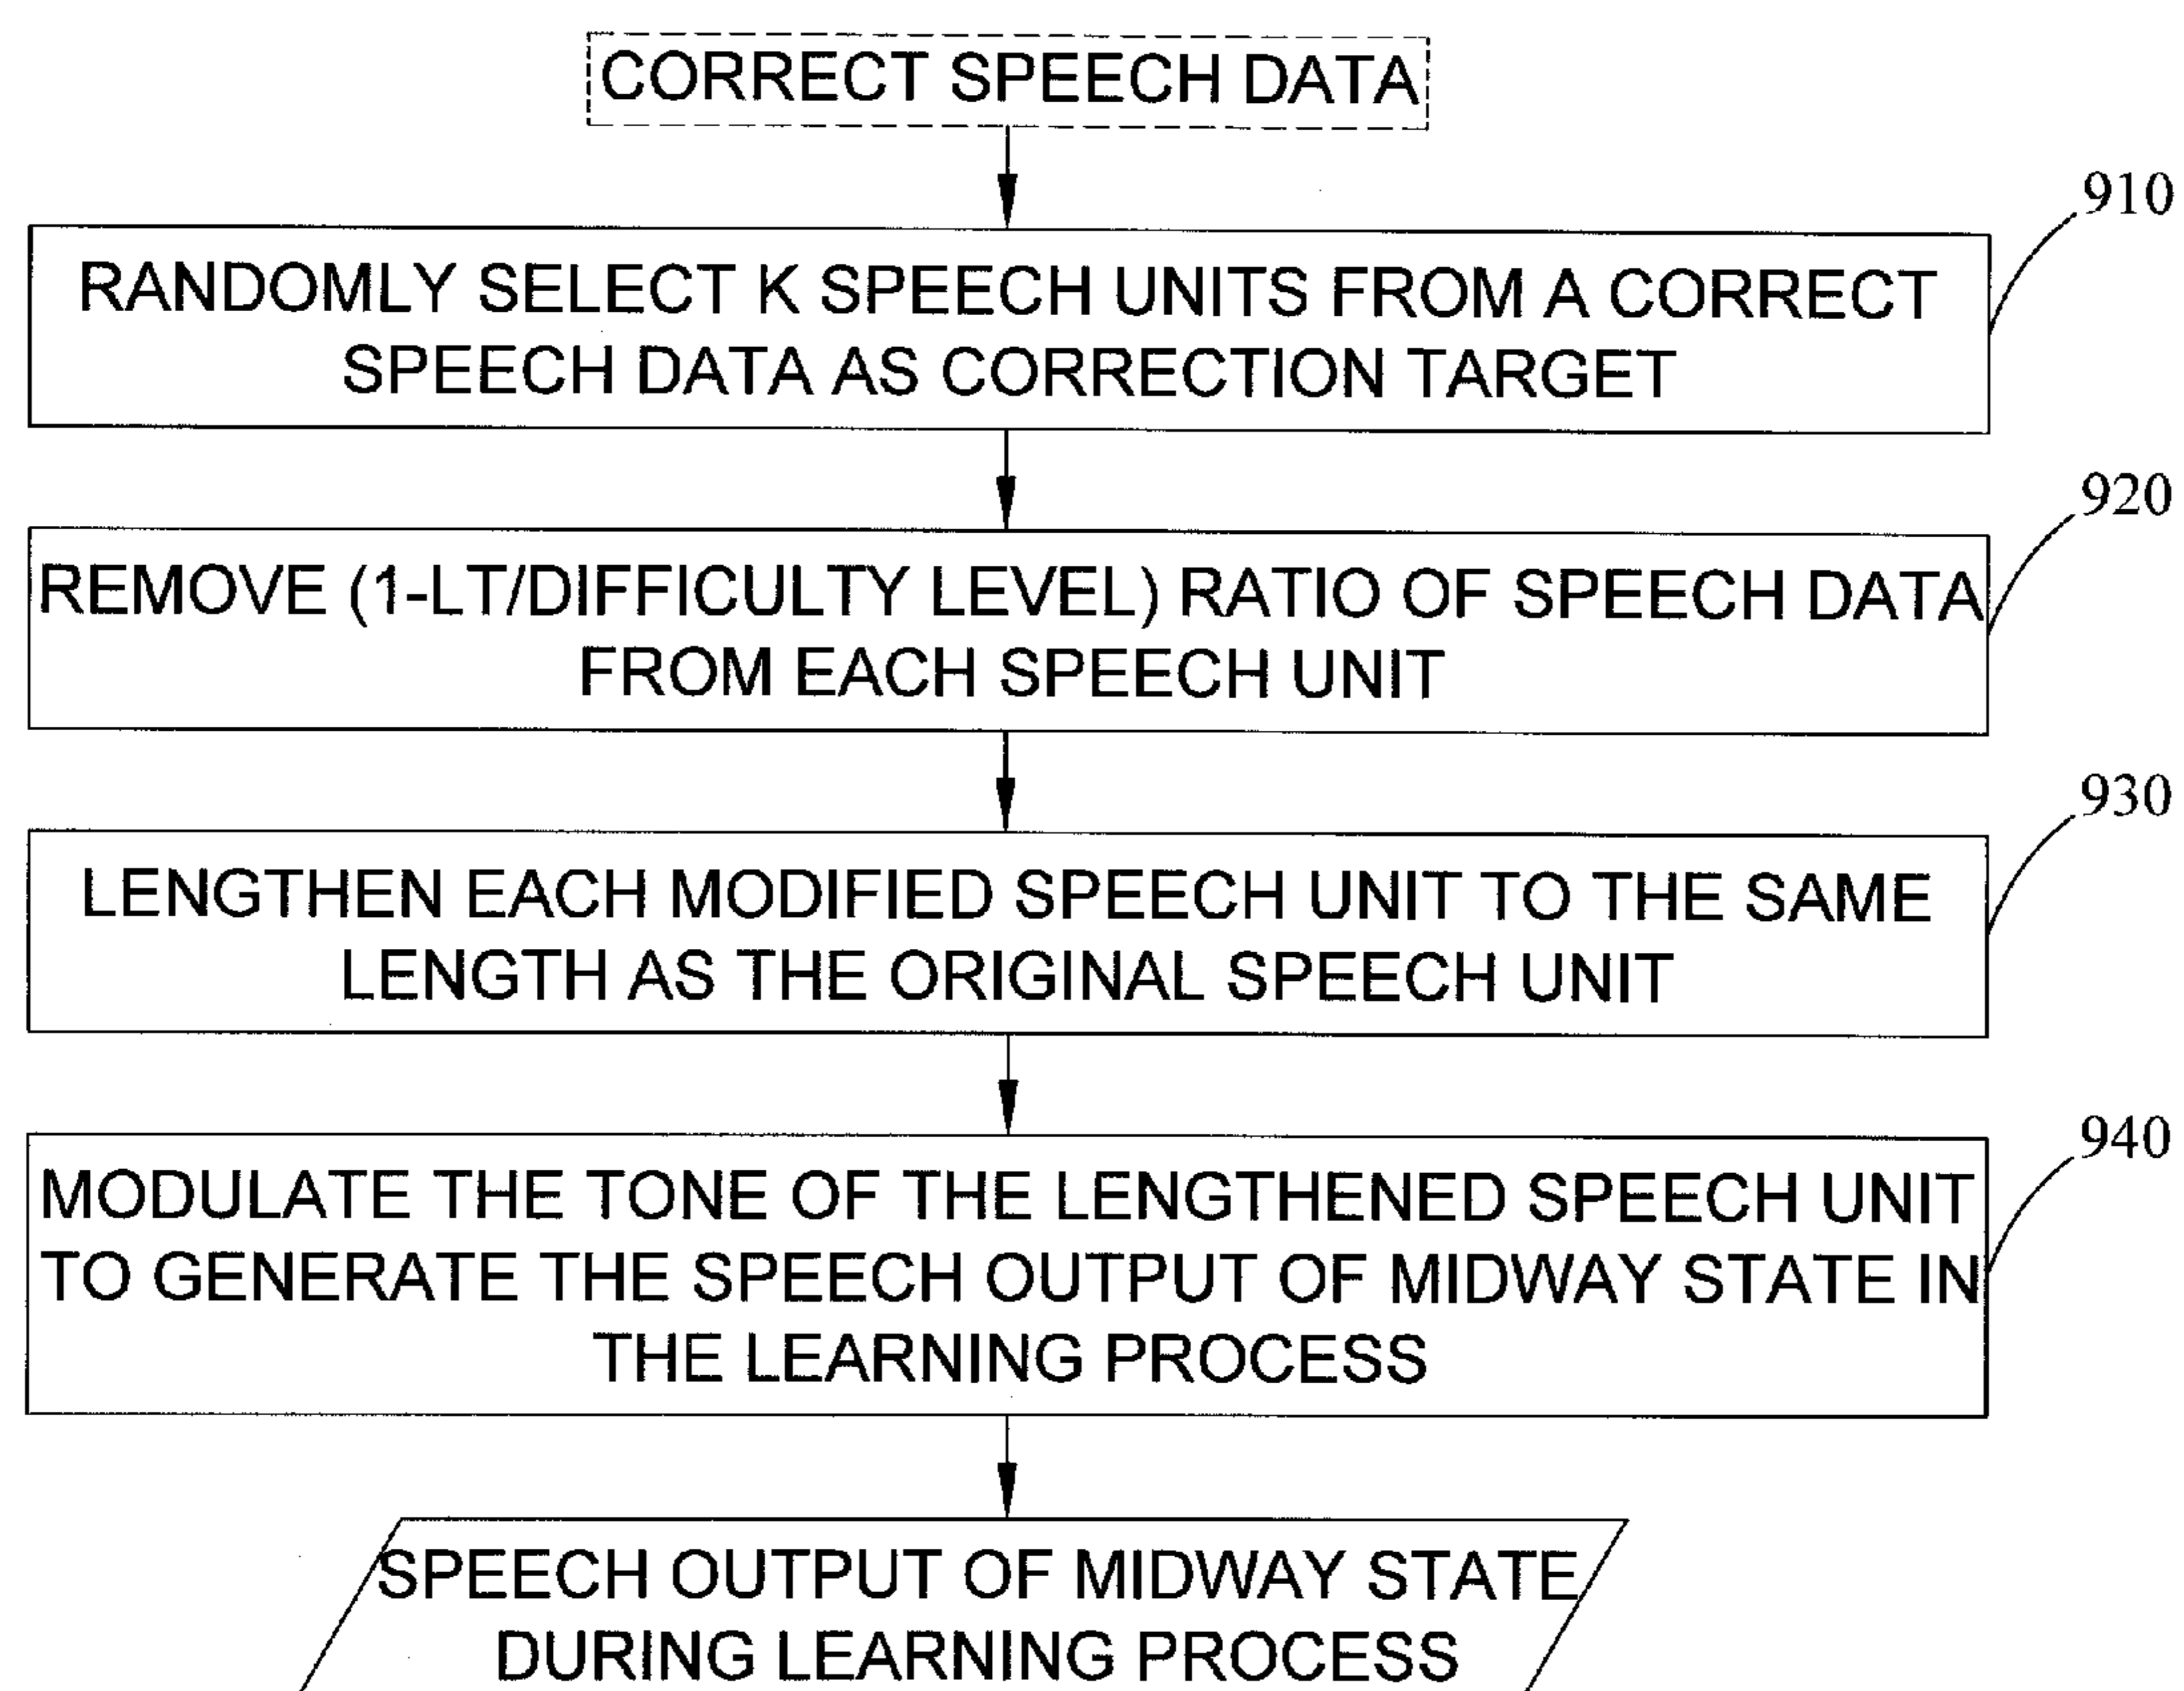 CORRECT SPEECH DATA
910
RANDOMLY SELECT K SPEECH UNITS FROM A CORRECT
SPEECH DATA AS CORRECTION TARGET
920
REMOVE (1-LT/DIFFICULTY LEVEL) RATIO OF SPEECH DATA
FROM EACH SPEECH UNIT
930
LENGTHEN EACH MODIFIED SPEECH UNIT TO THE SAME
LENGTH AS THE ORIGINAL SPEECH UNIT
940
MODULATE THE TONE OF THE LENGTHENED SPEECH UNIT
TO GENERATE THE SPEECH OUTPUT OF MIDWAY STATE IN
THE LEARNING PROCESS
SPEECH OUTPUT OF MIDWAY STATE
DURING LEARNING PROCESS